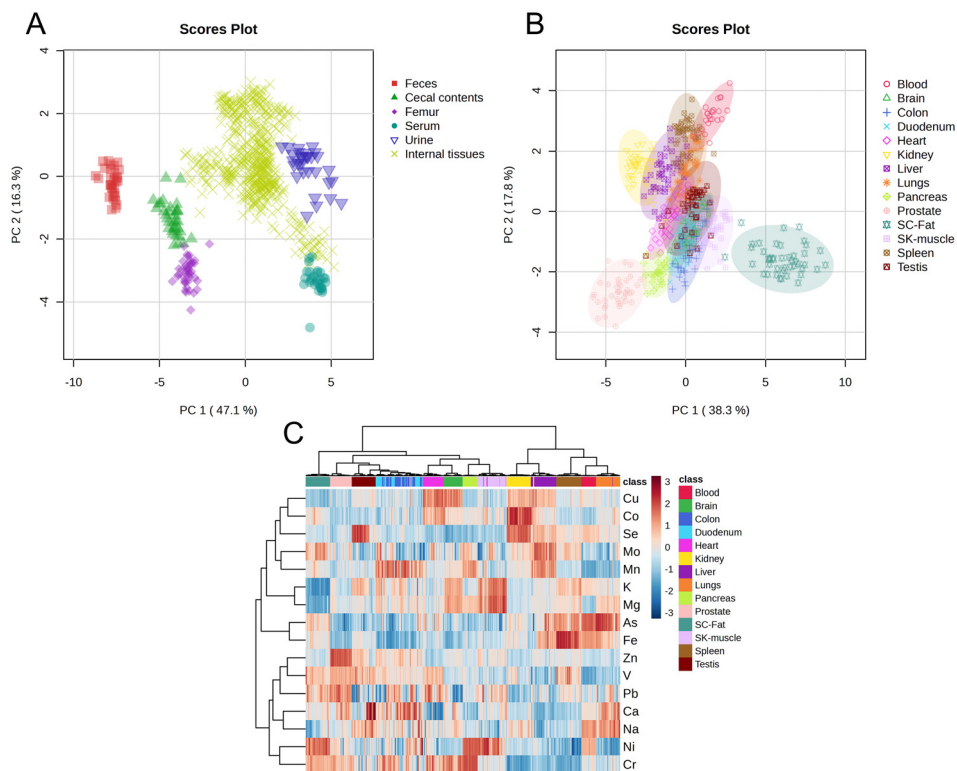 A
Scores Plot
PC 2 ( 16.3 %)
4
2
0
-2
-4
-10
-5
0
5
PC 1 ( 47.1 %)
Feces
Cecal contents
Femur
Serum
Urine
Internal tissues
B
Scores Plot
PC 2 ( 17.8 %)
4
2
0
-2
-4
-5
0
5
10
PC 1 ( 38.3 %)
Blood
Brain
Colon
Duodenum
Heart
Kidney
Liver
Lungs
Pancreas
Prostate
SC-Fat
SK-muscle
Spleen
Testis
C
class
Cu
Co
Se
Mo
Mn
K
Mg
As
Fe
Zn
V
Pb
Ca
Na
Ni
Cr
3
2
1
0
-1
-2
-3
class
Blood
Brain
Colon
Duodenum
Heart
Kidney
Liver
Lungs
Pancreas
Prostate
SC-Fat
SK-muscle
Spleen
Testis